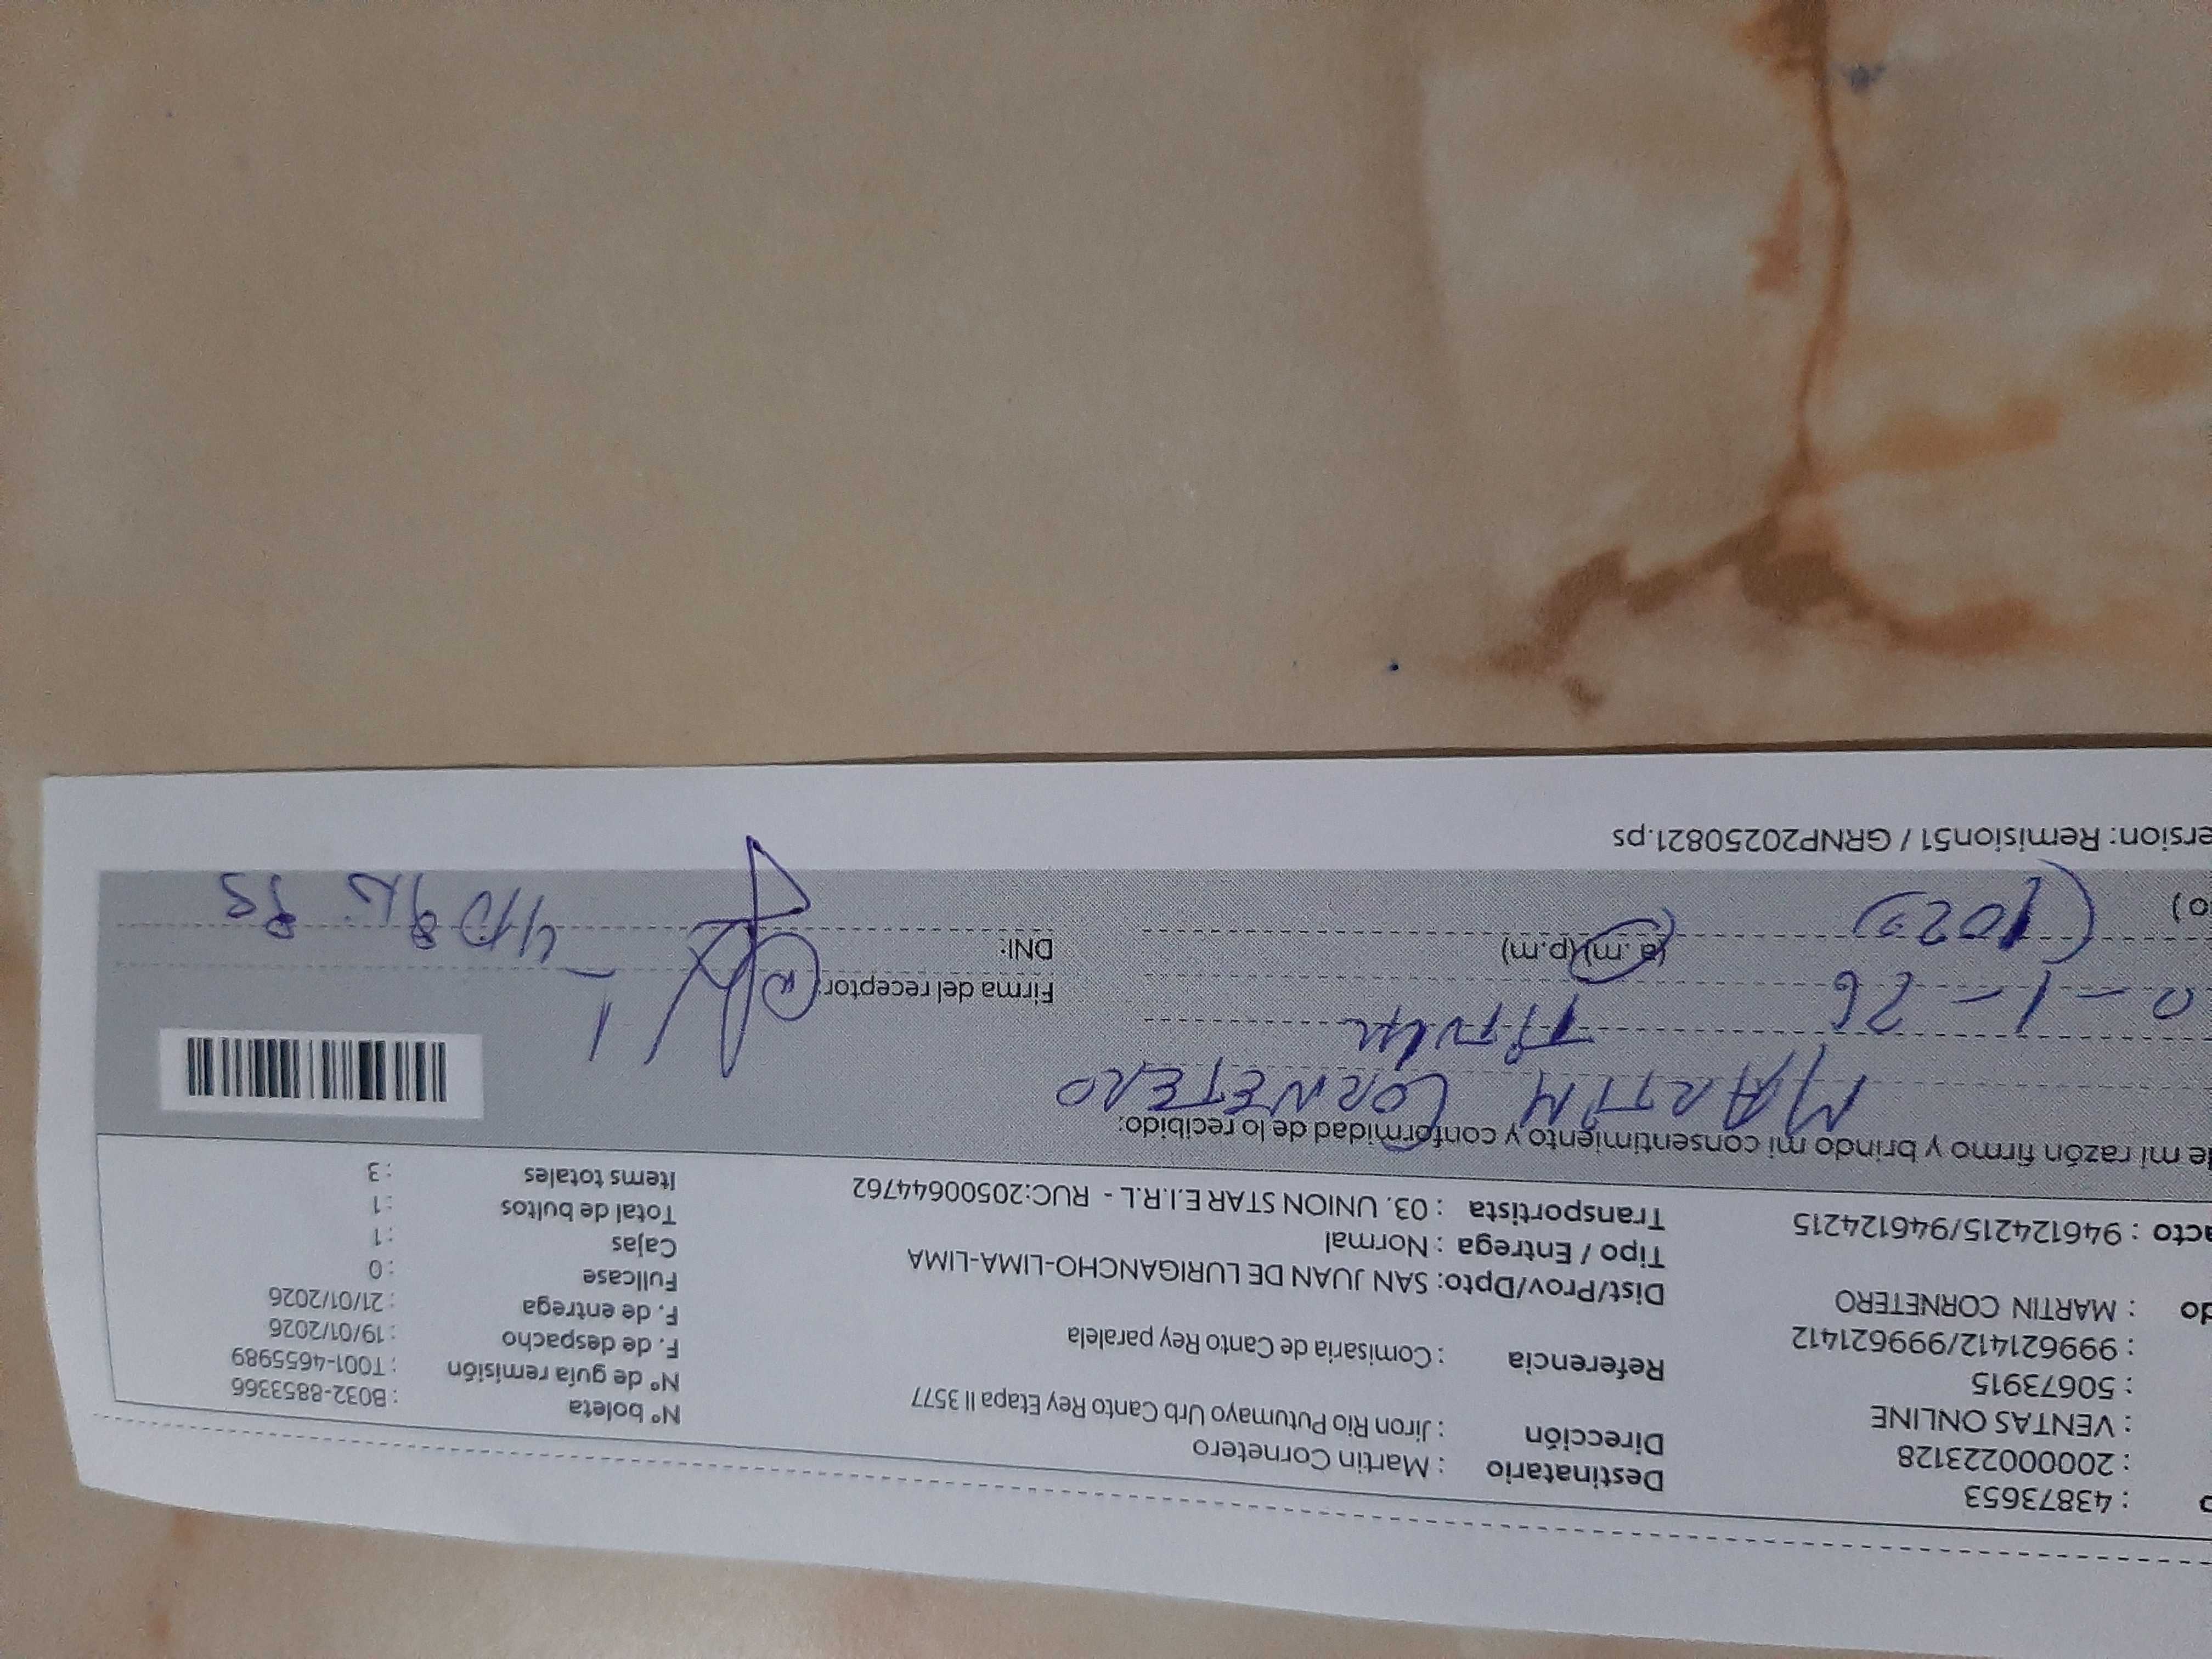 : 43873653
: 200000223128
: VENTAS ONLINE
: 50673915
: 999621412/999621412
do : MARTIN CORNETERO
acto : 946124215/946124215
Destinatario : Martin Cornetero
Dirección : Jiron Rio Putumayo Urb Canto Rey Etapa II 3577
Referencia : Comisaria de Canto Rey paralela
Dist/Prov/Dpto: SAN JUAN DE LURIGANCHO-LIMA-LIMA
Tipo / Entrega : Normal
Transportista : 03. UNION STAR E.I.R.L - RUC:20500644762
N° boleta : B032-8853366
N° de guía remisión : T001-4655989
F. de despacho : 19/01/2026
F. de entrega : 21/01/2026
Fullcase : 0
Cajas : 1
Total de bultos : 1
Items totales : 3
de mi razón firmo y brindo mi consentimiento y conformidad de lo recibido:
MARTIN CORNETERO
Titular
0-1-26
Firma del receptor
(a.m)(p.m)
DNI:
io)
ersion: Remision51 / GRNP20250821.ps